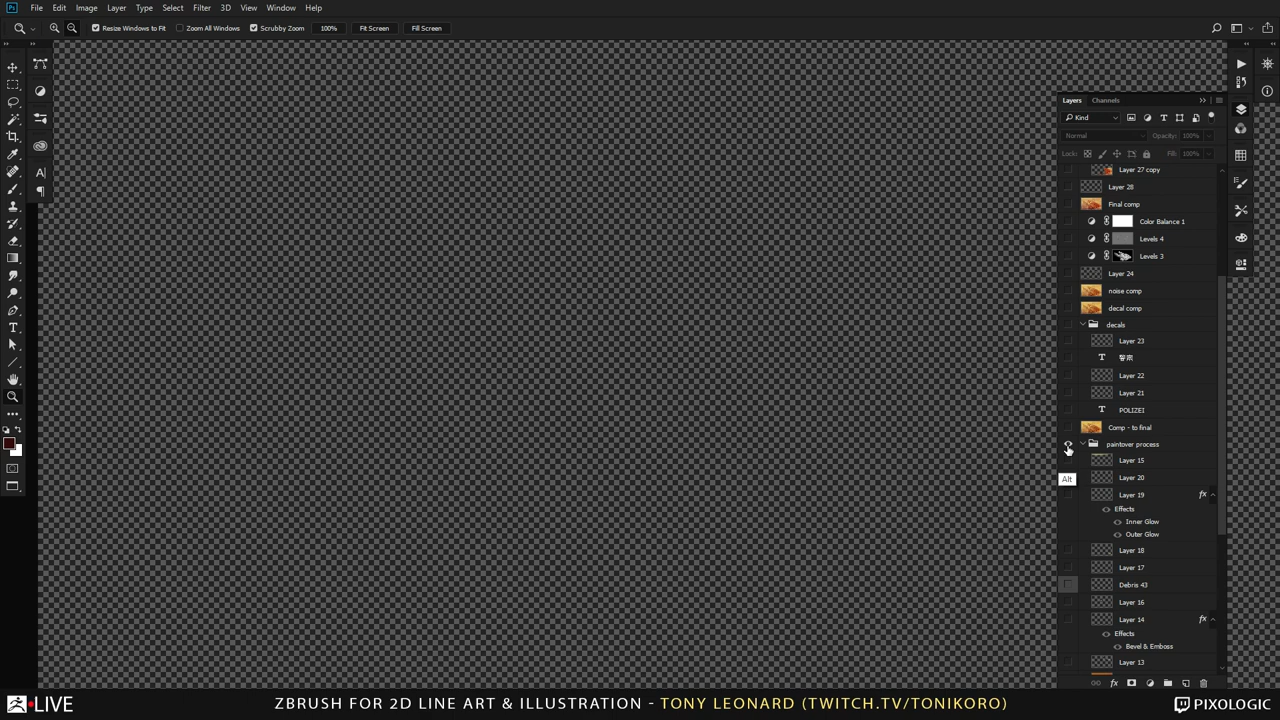 Ps File Edit Image Layer Type Select Filter 3D View Window Help
Resize Windows to Fit Zoom All Windows Scrubby Zoom 100% Fit Screen Fill Screen
Layers Channels
Kind
Normal Opacity: 100%
Lock: Fill: 100%
Layer 27 copy
Layer 28
Final comp
Color Balance 1
Levels 4
Levels 3
Layer 24
noise comp
decal comp
decals
Layer 23
Layer 22
Layer 21
POLIZEI
Comp - to final
paintover process
Layer 15
Layer 20
Alt
Layer 19 fx
Effects
Inner Glow
Outer Glow
Layer 18
Layer 17
Debris 43
Layer 16
Layer 14 fx
Effects
Bevel & Emboss
Layer 13
fx
LIVE ZBRUSH FOR 2D LINE ART & ILLUSTRATION - TONY LEONARD (TWITCH.TV/TONIKORO) PIXOLOGIC